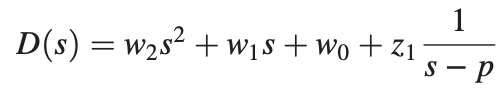 D(s) = w₂s² + w₁s + w₀ + z₁ 1/(s − p)